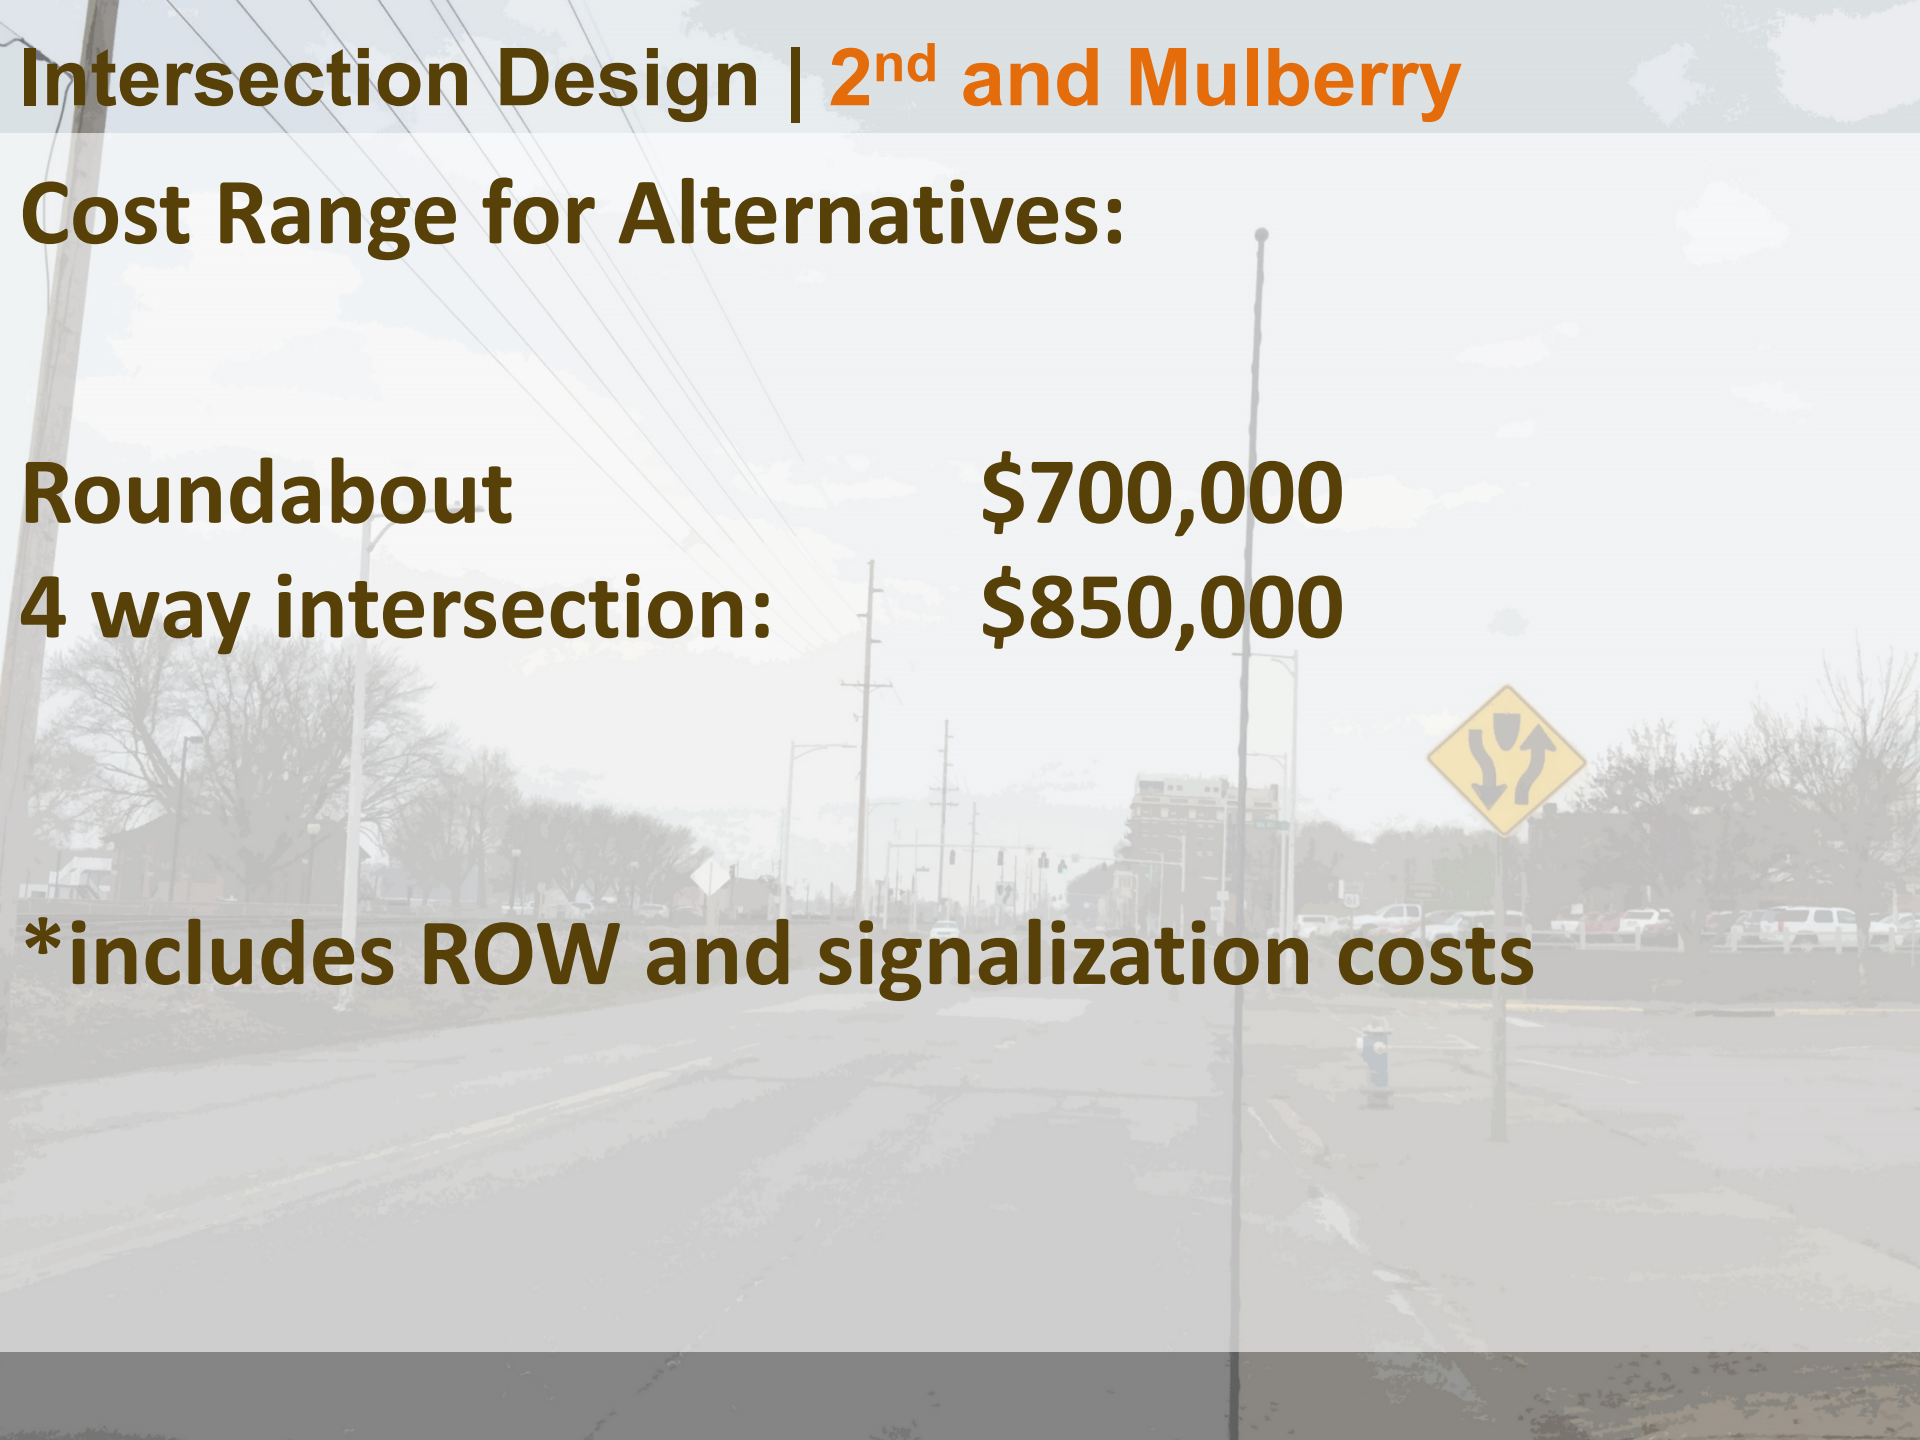 Intersection Design | 2nd and Mulberry
Cost Range for Alternatives:
Roundabout $700,000
4 way intersection: $850,000
*includes ROW and signalization costs